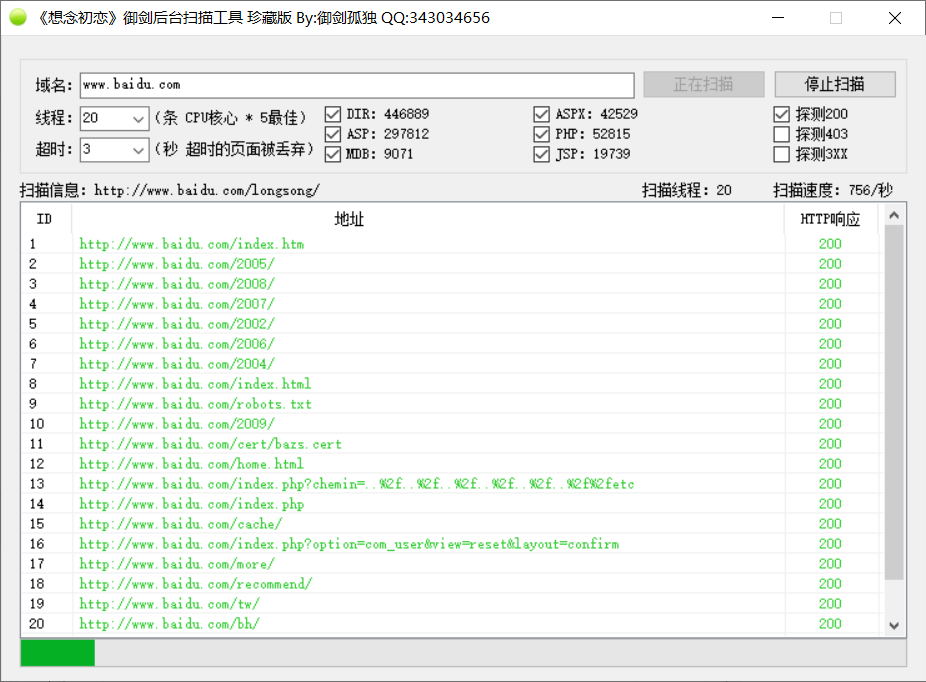 《想念初恋》御剑后台扫描工具 珍藏版 By:御剑孤独 QQ:343034656
域名: www.baidu.com 正在扫描 停止扫描
线程: 20 (条 CPU核心 * 5最佳) DIR: 446889 ASPX: 42529 探测200
ASP: 297812 PHP: 52815 探测403
超时: 3 (秒 超时的页面被丢弃) MDB: 9071 JSP: 19739 探测3XX
扫描信息: http://www.baidu.com/longsong/ 扫描线程: 20 扫描速度: 756/秒
ID 地址 HTTP响应
1 http://www.baidu.com/index.htm 200
2 http://www.baidu.com/2005/ 200
3 http://www.baidu.com/2008/ 200
4 http://www.baidu.com/2007/ 200
5 http://www.baidu.com/2002/ 200
6 http://www.baidu.com/2006/ 200
7 http://www.baidu.com/2004/ 200
8 http://www.baidu.com/index.html 200
9 http://www.baidu.com/robots.txt 200
10 http://www.baidu.com/2009/ 200
11 http://www.baidu.com/cert/bazs.cert 200
12 http://www.baidu.com/home.html 200
13 http://www.baidu.com/index.php?chemin=..%2f..%2f..%2f..%2f..%2f..%2f%2fetc 200
14 http://www.baidu.com/index.php 200
15 http://www.baidu.com/cache/ 200
16 http://www.baidu.com/index.php?option=com_user&view=reset&layout=confirm 200
17 http://www.baidu.com/more/ 200
18 http://www.baidu.com/recommend/ 200
19 http://www.baidu.com/tw/ 200
20 http://www.baidu.com/bh/ 200